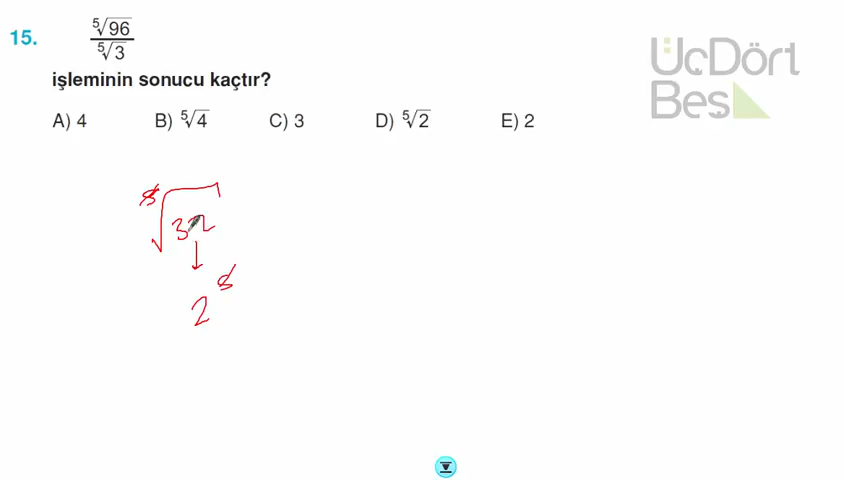 15. ⁵√96 / ⁵√3
işleminin sonucu kaçtır?
A) 4 B) ⁵√4 C) 3 D) ⁵√2 E) 2
ÜçDört
Beş
⁵√32
↓
2⁵